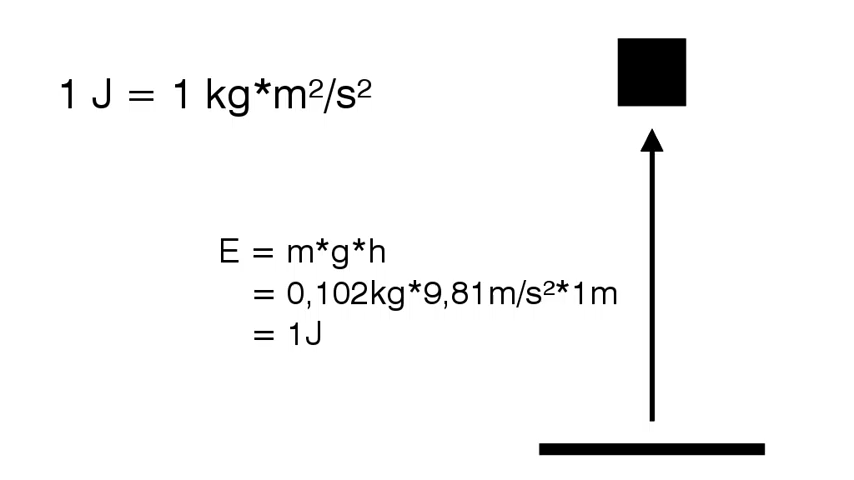 1 J = 1 kg*m²/s²
E = m*g*h
= 0,102kg*9,81m/s²*1m
= 1J